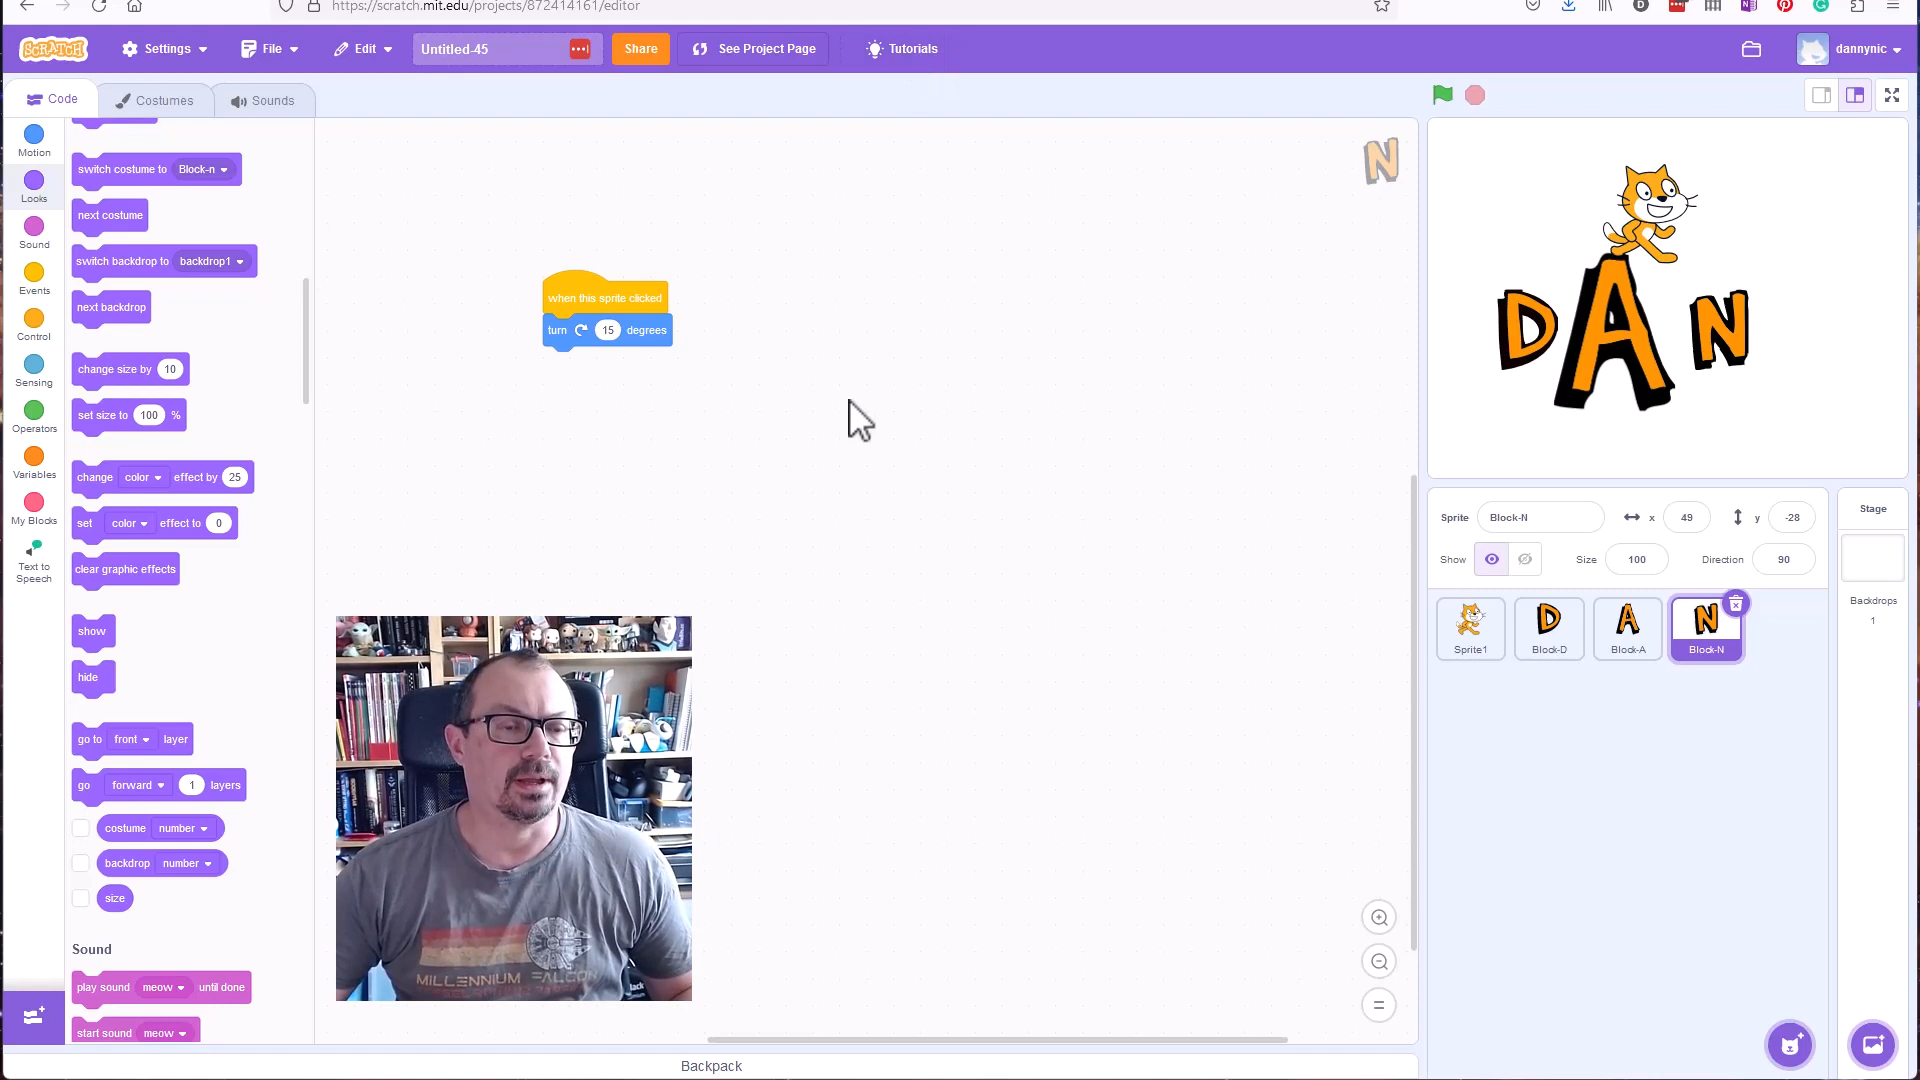 https://scratch.mit.edu/projects/872414161/editor
SCRATCH
Settings
File
Edit
Untitled-45
Share
See Project Page
Tutorials
dannynic
Code
Costumes
Sounds
Motion
Looks
Sound
Events
Control
Sensing
Operators
Variables
My Blocks
Text to
Speech
switch costume to Block-n
next costume
switch backdrop to backdrop1
next backdrop
change size by 10
set size to 100 %
change color effect by 25
set color effect to 0
clear graphic effects
show
hide
go to front layer
go forward 1 layers
costume number
backdrop number
size
Sound
play sound meow until done
start sound meow
when this sprite clicked
turn 15 degrees
N
MILLENNIUM FALCON
D A N
Sprite Block-N x 49 y -28
Show Size 100 Direction 90
D
A
N
Sprite1
Block-D
Block-A
Block-N
Stage
Backdrops
1
Backpack